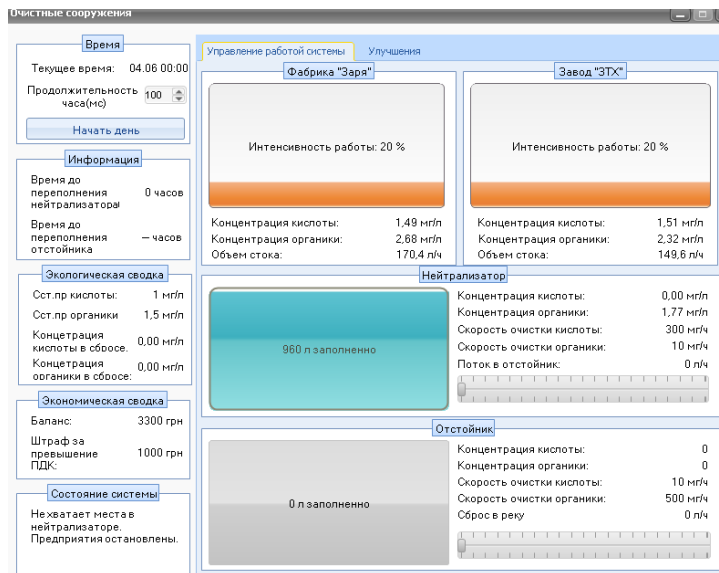 Очистные сооружения
Время
Текущее время: 04.06 00:00
Продолжительность
часа(мс) 100
Начать день
Информация
Время до
переполнения
нейтрализатора 0 часов
Время до
переполнения
отстойника — часов
Экологическая сводка
Cст.пр кислоты: 1 мг/л
Cст.пр органики 1,5 мг/л
Концетрация
кислоты в сбросе. 0,00 мг/л
Концетрация
органики в сбросе: 0,00 мг/л
Экономическая сводка
Баланс: 3300 грн
Штраф за
превышение
ПДК: 1000 грн
Состояние системы
Не хватает места в
нейтрализаторе.
Предприятия остановлены.
Управление работой системы Улучшения
Фабрика "Заря"
Интенсивность работы: 20 %
Концентрация кислоты: 1,49 мг/л
Концентрация органики: 2,68 мг/л
Объем стока: 170,4 л/ч
Завод "ЗТХ"
Интенсивность работы: 20 %
Концентрация кислоты: 1,51 мг/л
Концентрация органики: 2,32 мг/л
Объем стока: 149,6 л/ч
Нейтрализатор
960 л заполненно
Концентрация кислоты: 0,00 мг/л
Концентрация органики: 1,77 мг/л
Скорость очистки кислоты: 300 мг/ч
Скорость очистки органики: 10 мг/ч
Поток в отстойник: 0 л/ч
Отстойник
0 л заполненно
Концентрация кислоты: 0
Концентрация органики: 0
Скорость очистки кислоты: 10 мг/ч
Скорость очистки органики: 500 мг/ч
Сброс в реку 0 л/ч